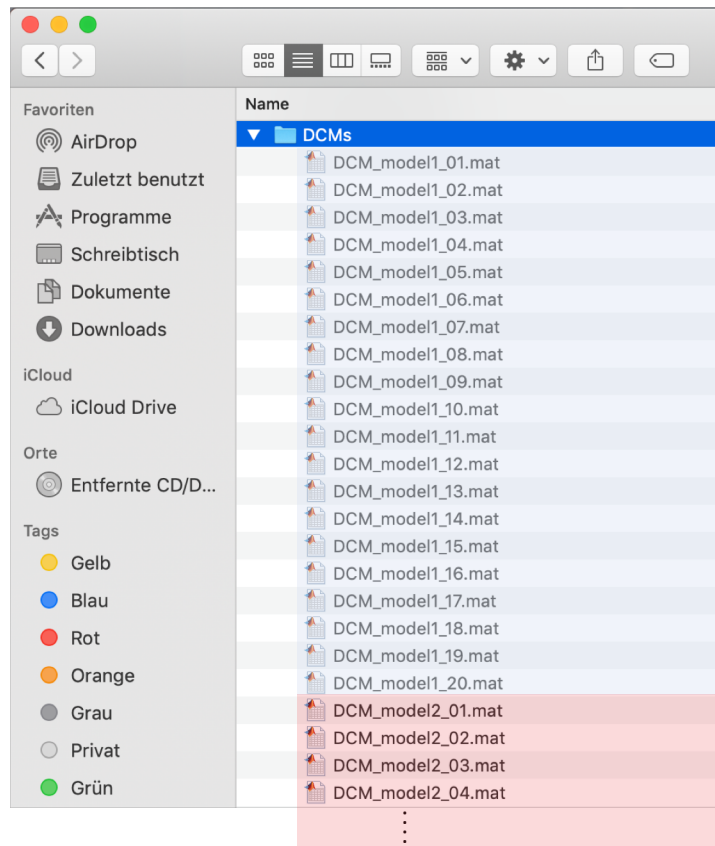 Favoriten
AirDrop
Zuletzt benutzt
Programme
Schreibtisch
Dokumente
Downloads
iCloud
iCloud Drive
Orte
Entfernte CD/D...
Tags
Gelb
Blau
Rot
Orange
Grau
Privat
Grün
Name
DCMs
DCM_model1_01.mat
DCM_model1_02.mat
DCM_model1_03.mat
DCM_model1_04.mat
DCM_model1_05.mat
DCM_model1_06.mat
DCM_model1_07.mat
DCM_model1_08.mat
DCM_model1_09.mat
DCM_model1_10.mat
DCM_model1_11.mat
DCM_model1_12.mat
DCM_model1_13.mat
DCM_model1_14.mat
DCM_model1_15.mat
DCM_model1_16.mat
DCM_model1_17.mat
DCM_model1_18.mat
DCM_model1_19.mat
DCM_model1_20.mat
DCM_model2_01.mat
DCM_model2_02.mat
DCM_model2_03.mat
DCM_model2_04.mat
⋮